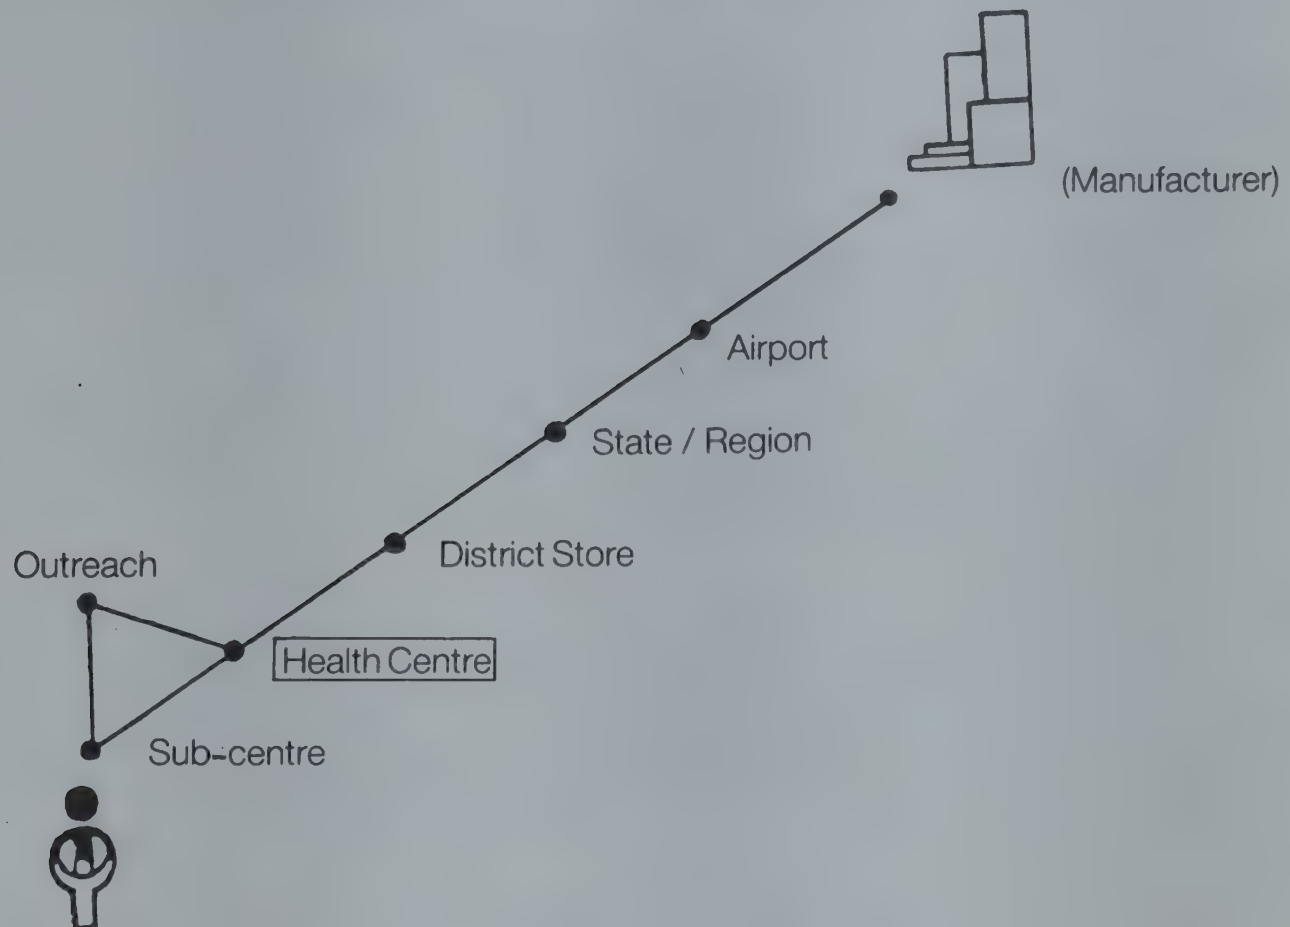 (Manufacturer)
Airport
State / Region
District Store
Outreach
Health Centre
Sub-centre